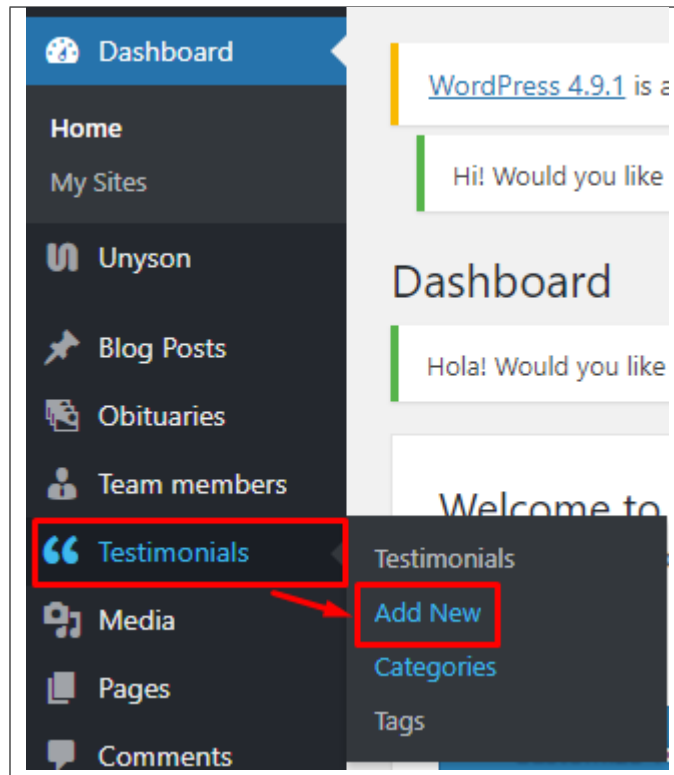 Dashboard
Home
My Sites
Unyson
Blog Posts
Obituaries
Team members
Testimonials
Media
Pages
Comments
WordPress 4.9.1 is a
Hi! Would you like
Dashboard
Hola! Would you like
Welcome to
Testimonials
Add New
Categories
Tags